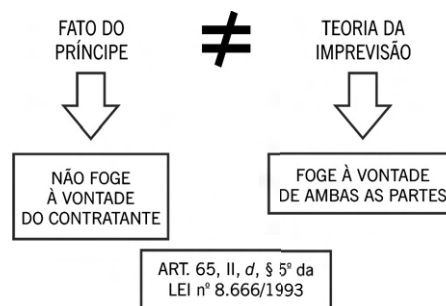 FATO DO
PRÍNCIPE
≠
TEORIA DA
IMPREVISÃO
NÃO FOGE
À VONTADE
DO CONTRATANTE
FOGE À VONTADE
DE AMBAS AS PARTES
ART. 65, II, d, § 5º da
LEI nº 8.666/1993